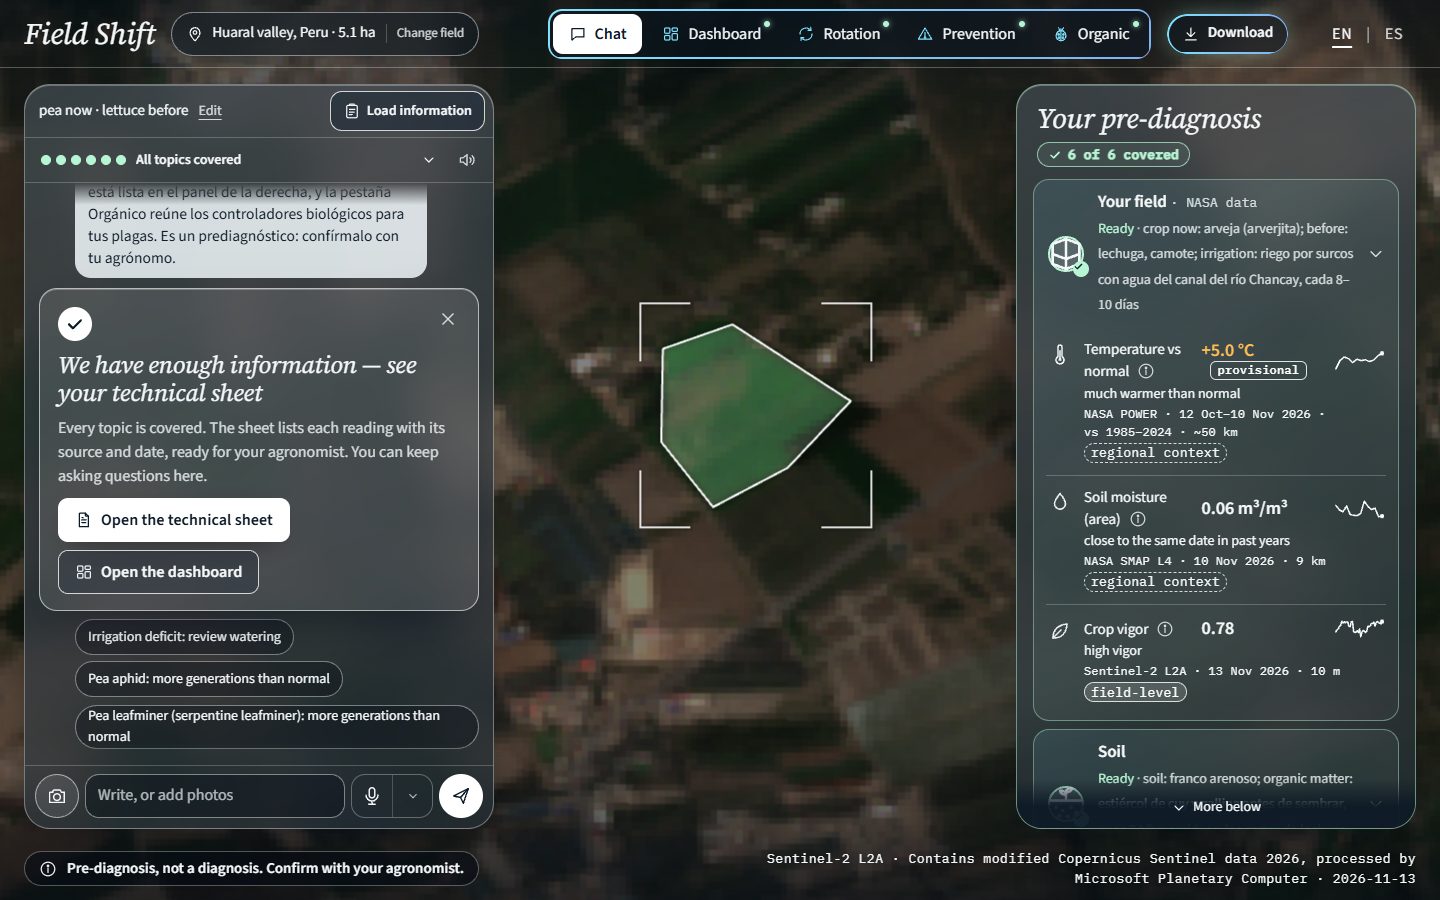 Field Shift
Huaral valley, Peru · 5.1 ha
Change field
Chat
Dashboard
Rotation
Prevention
Organic
Download
EN | ES
pea now · lettuce before Edit
Load information
All topics covered
está lista en el panel de la derecha, y la pestaña
Orgánico reúne los controladores biológicos para
tus plagas. Es un prediagnóstico: confírmalo con
tu agrónomo.
We have enough information — see
your technical sheet
Every topic is covered. The sheet lists each reading with its
source and date, ready for your agronomist. You can keep
asking questions here.
Open the technical sheet
Open the dashboard
Irrigation deficit: review watering
Pea aphid: more generations than normal
Pea leafminer (serpentine leafminer): more generations than
normal
Write, or add photos
Pre-diagnosis, not a diagnosis. Confirm with your agronomist.
Your pre-diagnosis
6 of 6 covered
Your field · NASA data
Ready · crop now: arveja (arverjita); before:
lechuga, camote; irrigation: riego por surcos
con agua del canal del río Chancay, cada 8–
10 días
Temperature vs
normal
+5.0 °C
provisional
much warmer than normal
NASA POWER · 12 Oct–10 Nov 2026 ·
vs 1985–2024 · ~50 km
regional context
Soil moisture
(area)
0.06 m³/m³
close to the same date in past years
NASA SMAP L4 · 10 Nov 2026 · 9 km
regional context
Crop vigor
0.78
high vigor
Sentinel-2 L2A · 13 Nov 2026 · 10 m
field-level
Soil
Ready · soil: franco arenoso; organic matter:
More below
Sentinel-2 L2A · Contains modified Copernicus Sentinel data 2026, processed by
Microsoft Planetary Computer · 2026-11-13